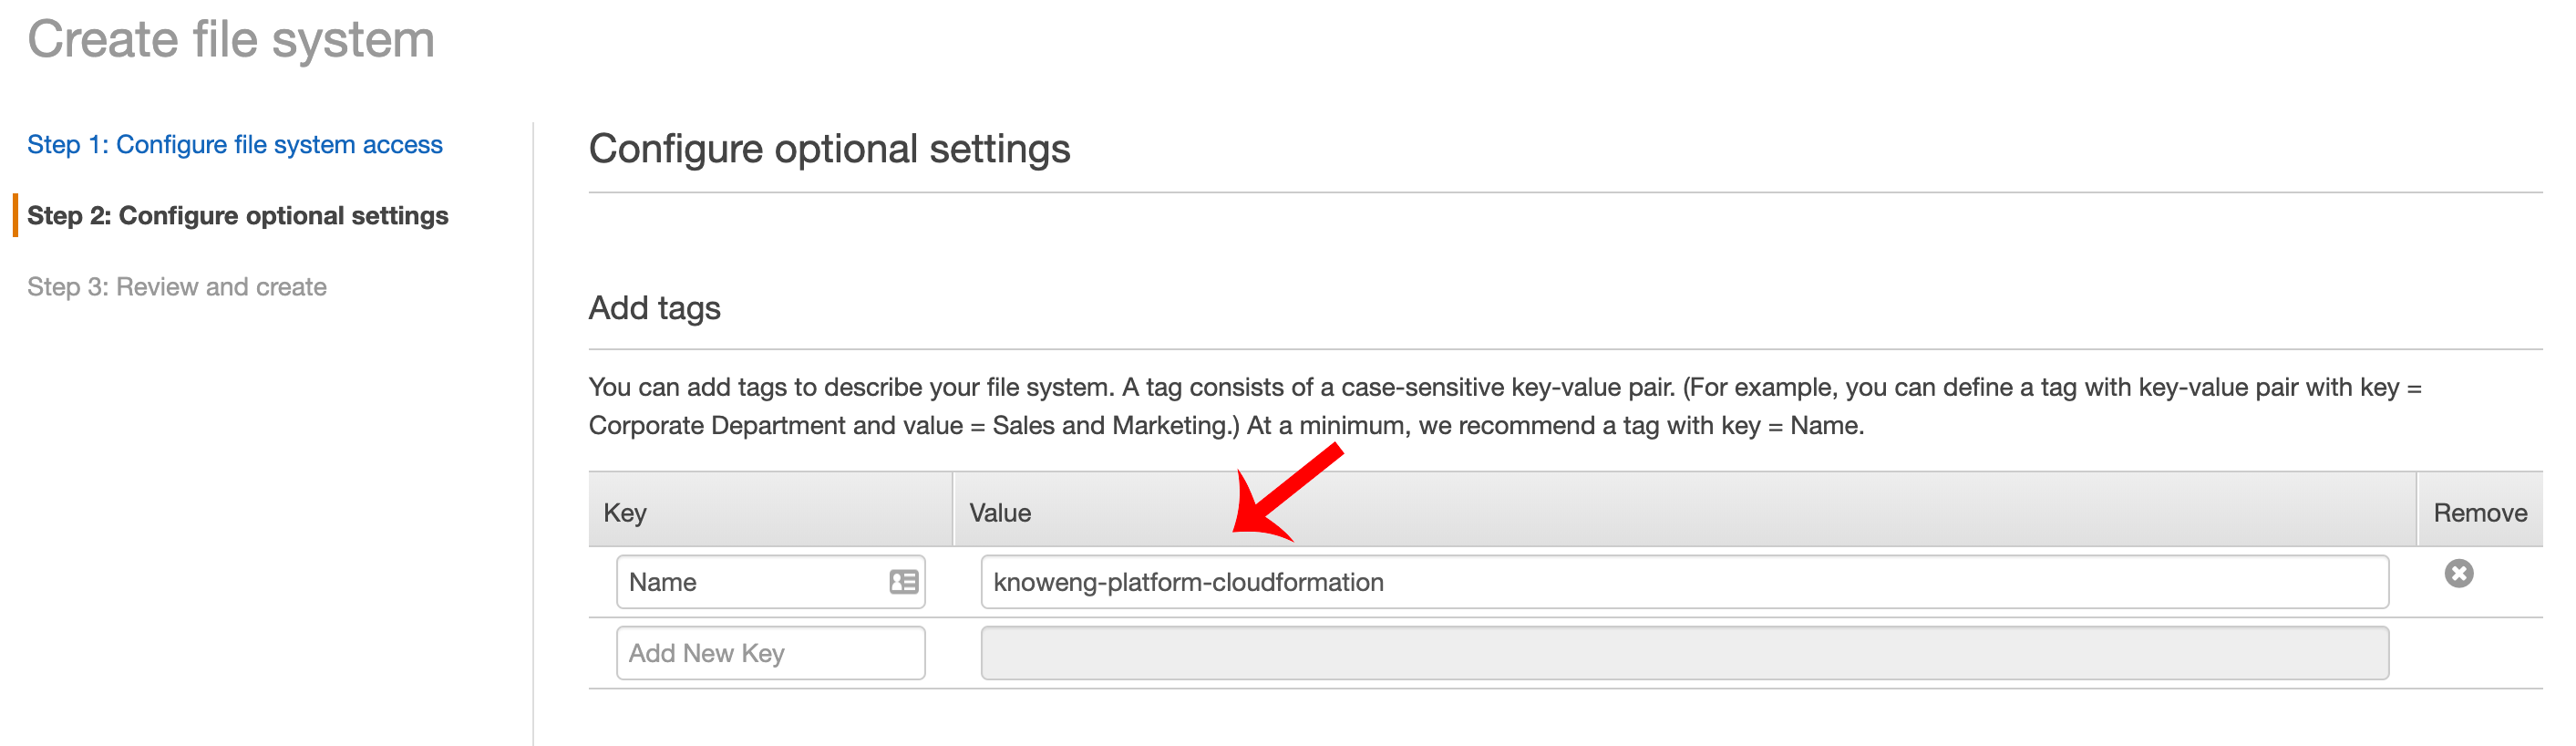 Create file system
Step 1: Configure file system access
Step 2: Configure optional settings
Step 3: Review and create
Configure optional settings
Add tags
You can add tags to describe your file system. A tag consists of a case-sensitive key-value pair. (For example, you can define a tag with key-value pair with key =
Corporate Department and value = Sales and Marketing.) At a minimum, we recommend a tag with key = Name.
Key Value Remove
Name knoweng-platform-cloudformation
Add New Key